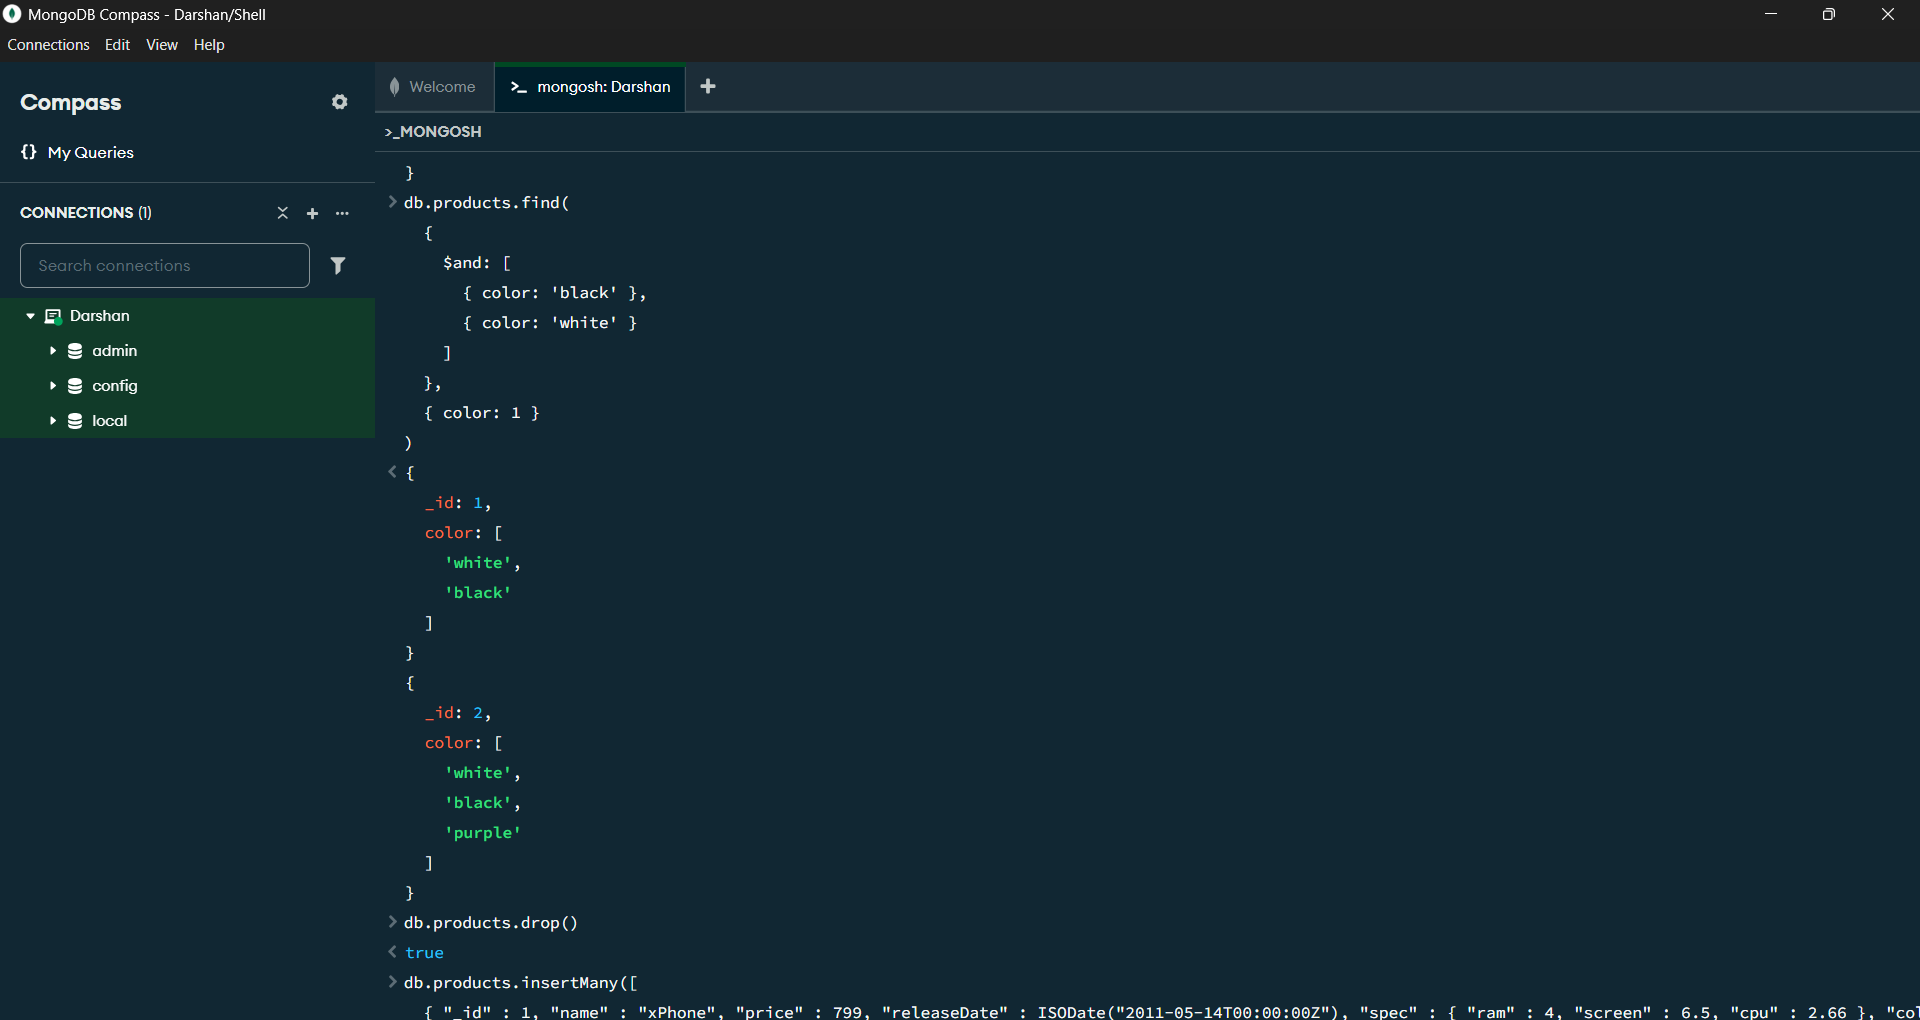 MongoDB Compass - Darshan/Shell
Connections Edit View Help
Compass
{} My Queries
CONNECTIONS (1)
Search connections
Darshan
admin
config
local
Welcome
>_ mongosh: Darshan
>_MONGOSH
}
> db.products.find(
{
$and: [
{ color: 'black' },
{ color: 'white' }
]
},
{ color: 1 }
)
< {
_id: 1,
color: [
'white',
'black'
]
}
{
_id: 2,
color: [
'white',
'black',
'purple'
]
}
> db.products.drop()
< true
> db.products.insertMany([
{ "_id" : 1, "name" : "xPhone", "price" : 799, "releaseDate" : ISODate("2011-05-14T00:00:00Z"), "spec" : { "ram" : 4, "screen" : 6.5, "cpu" : 2.66 }, "col